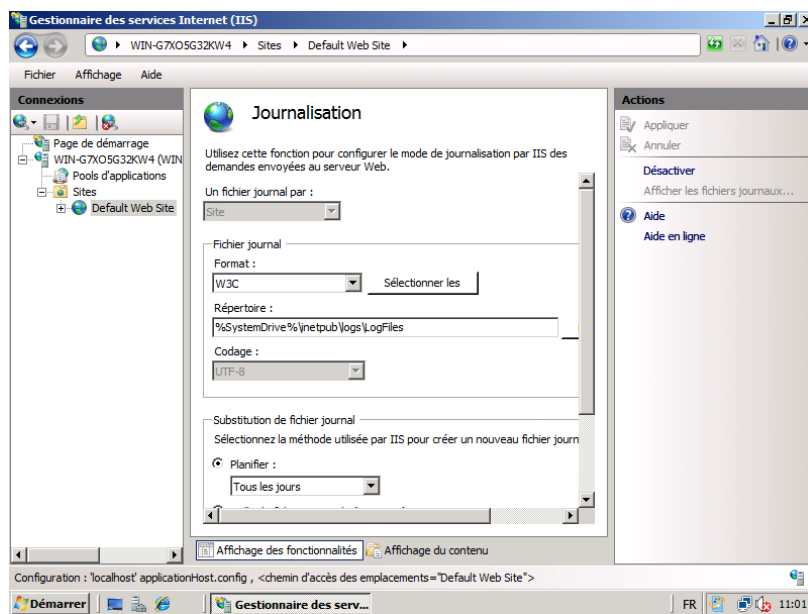 Gestionnaire des services Internet (IIS)
WIN-G7XO5G32KW4 Sites Default Web Site
Fichier Affichage Aide
Connexions
Page de démarrage
WIN-G7XO5G32KW4 (WIN
Pools d'applications
Sites
Default Web Site
Journalisation
Utilisez cette fonction pour configurer le mode de journalisation par IIS des
demandes envoyées au serveur Web.
Un fichier journal par :
Site
Fichier journal
Format :
W3C Sélectionner les
Répertoire :
%SystemDrive%\inetpub\logs\LogFiles
Codage :
UTF-8
Substitution de fichier journal
Sélectionnez la méthode utilisée par IIS pour créer un nouveau fichier journ
Planifier :
Tous les jours
Affichage des fonctionnalités Affichage du contenu
Actions
Appliquer
Annuler
Désactiver
Afficher les fichiers journaux...
Aide
Aide en ligne
Configuration : 'localhost' applicationHost.config , <chemin d'accès des emplacements="Default Web Site">
Démarrer Gestionnaire des serv... FR 11:01